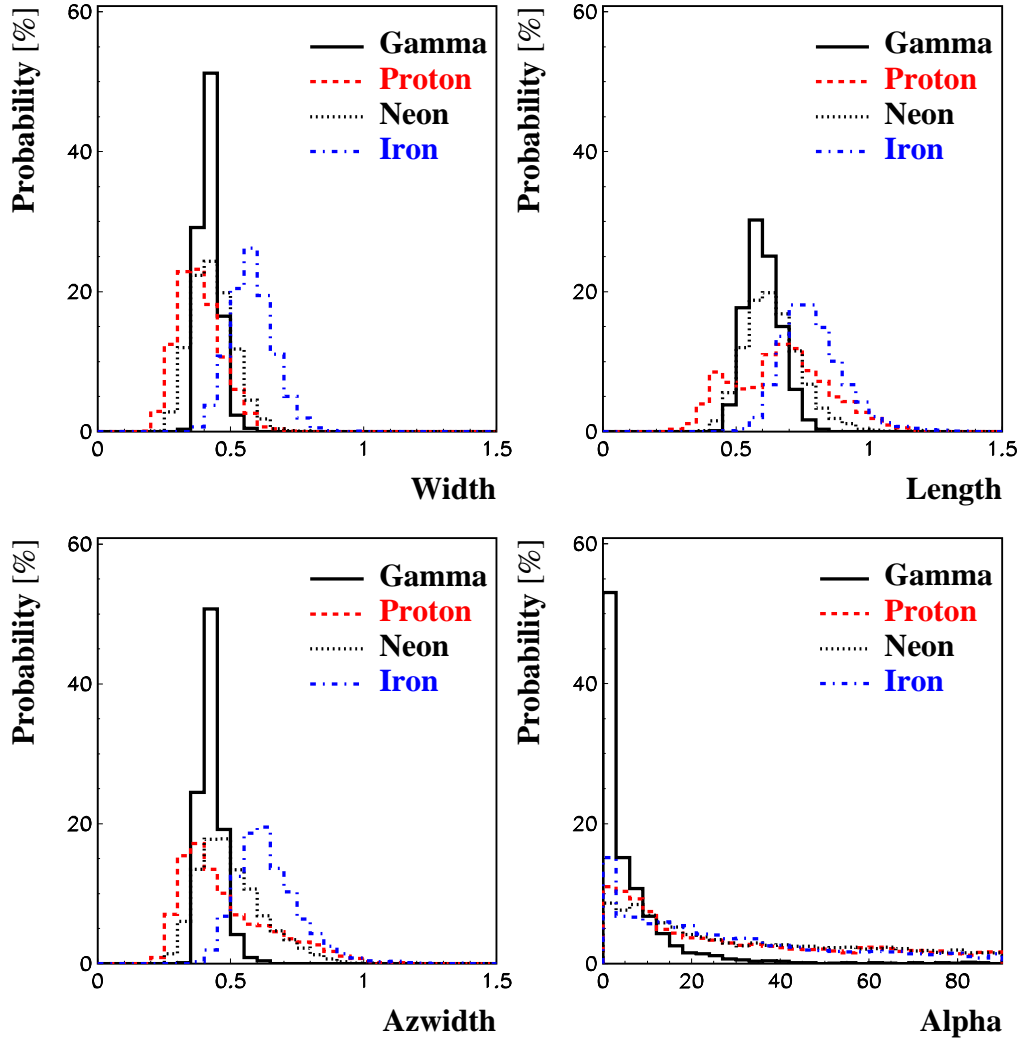 Probability [%]
60
40
20
0
Gamma
Proton
Neon
Iron
0
0.5
1
1.5
Width
Probability [%]
60
40
20
0
Gamma
Proton
Neon
Iron
0
0.5
1
1.5
Length
Probability [%]
60
40
20
0
Gamma
Proton
Neon
Iron
0
0.5
1
1.5
Azwidth
Probability [%]
60
40
20
0
Gamma
Proton
Neon
Iron
0
20
40
60
80
Alpha